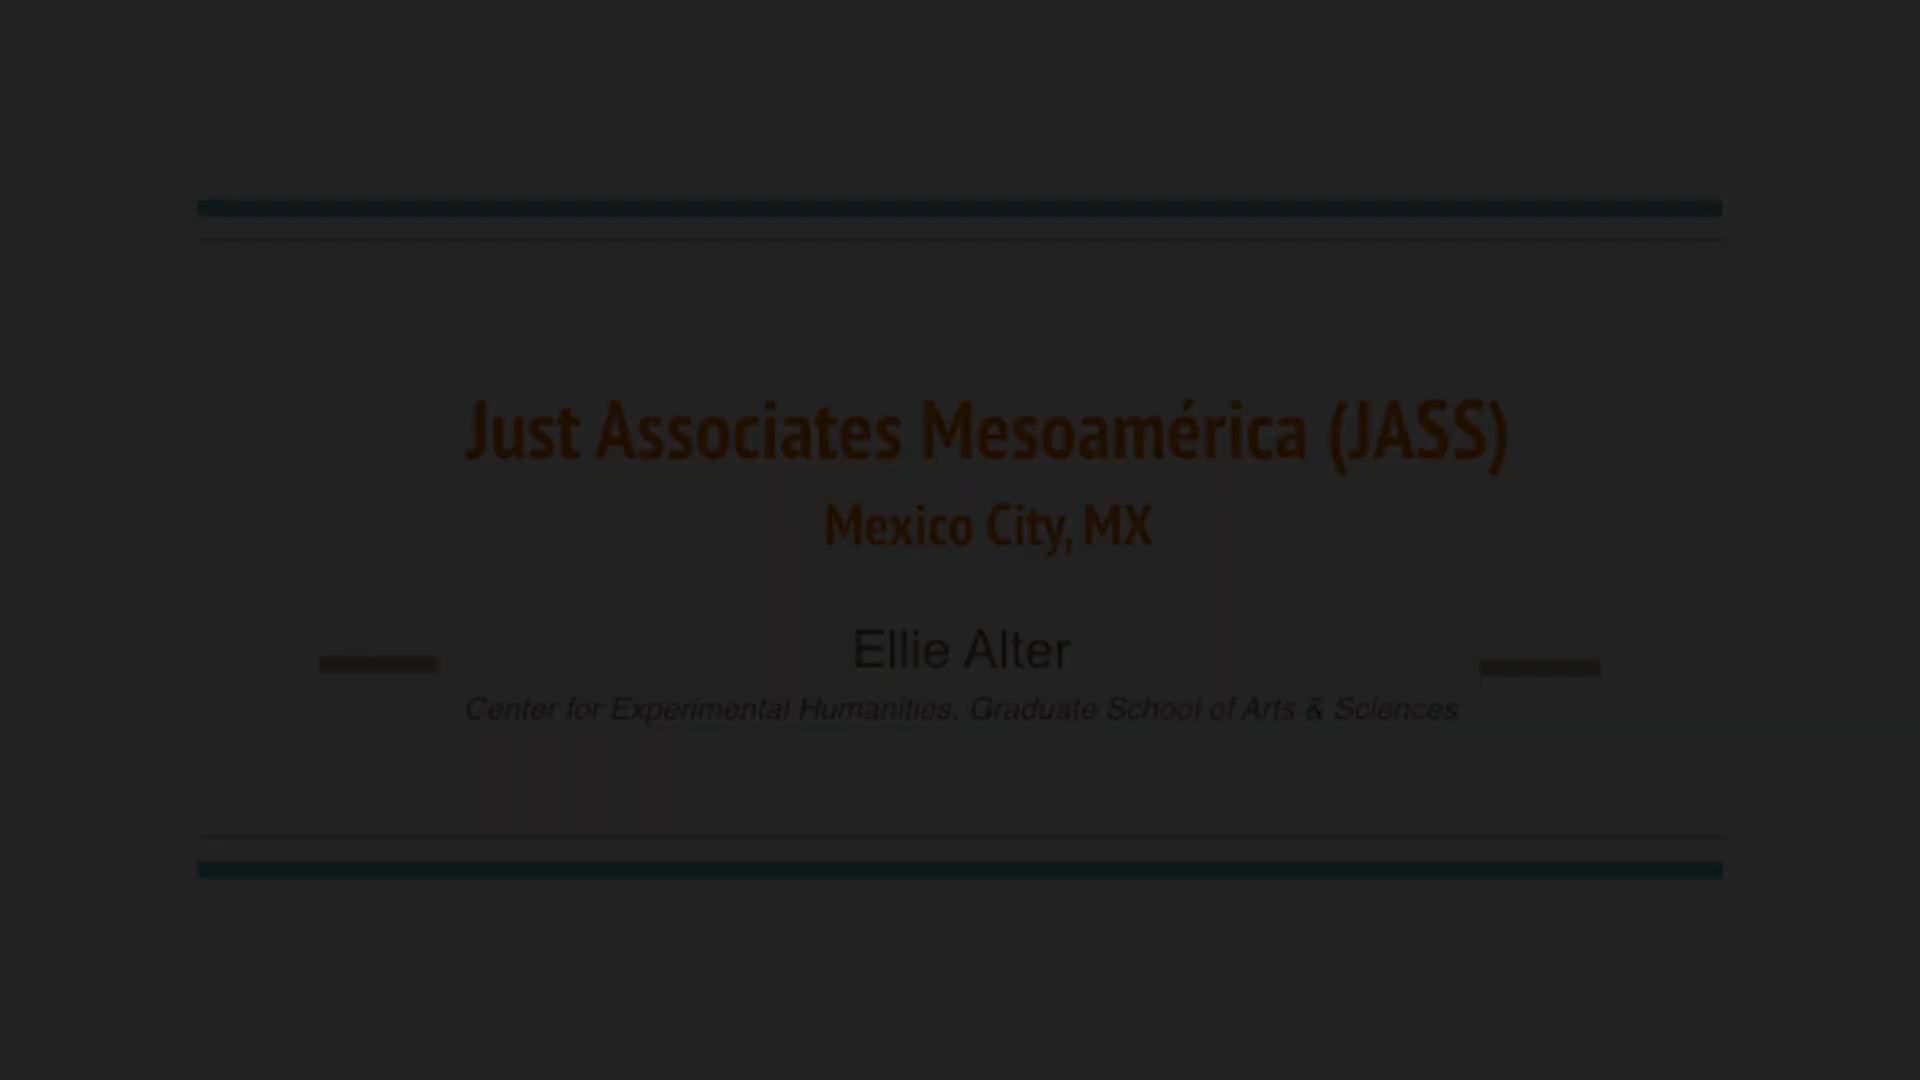 Just Associates Mesoamérica (JASS)
Mexico City, MX
Ellie Alter
Center for Experimental Humanities, Graduate School of Arts & Sciences